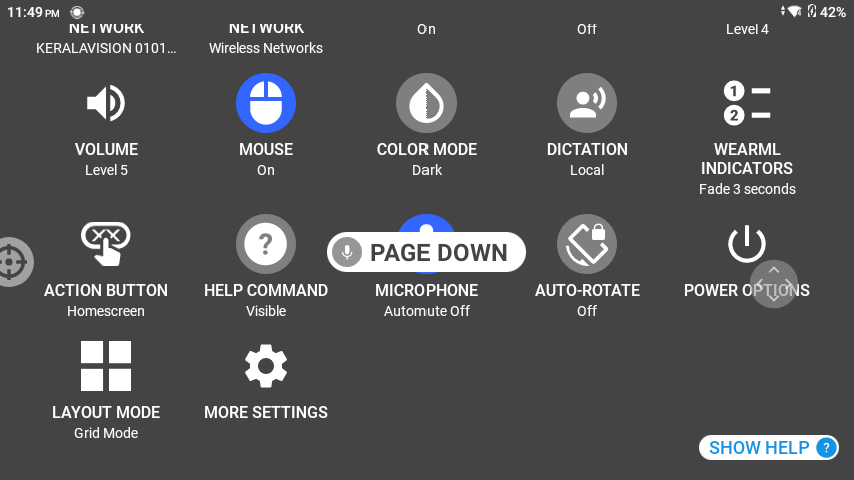 11:49 PM
42%
NETWORK
NETWORK
On
Off
Level 4
KERALAVISION 0101...
Wireless Networks
1
2
VOLUME
Level 5
MOUSE
On
COLOR MODE
Dark
DICTATION
Local
WEARML
INDICATORS
Fade 3 seconds
?
PAGE DOWN
ACTION BUTTON
Homescreen
HELP COMMAND
Visible
MICROPHONE
Automute Off
AUTO-ROTATE
Off
POWER OPTIONS
LAYOUT MODE
Grid Mode
MORE SETTINGS
SHOW HELP ?